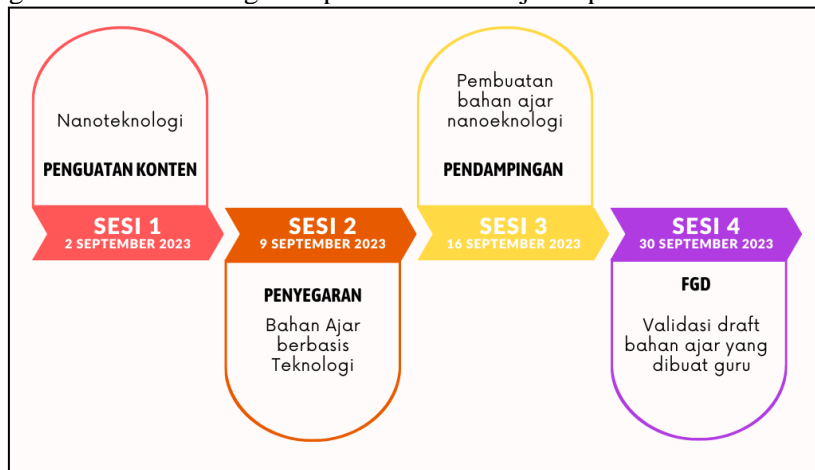 Nanoteknologi
PENGUATAN KONTEN
SESI 1
2 SEPTEMBER 2023
SESI 2
9 SEPTEMBER 2023
PENYEGARAN
Bahan Ajar
berbasis
Teknologi
Pembuatan
bahan ajar
nanoeknologi
PENDAMPINGAN
SESI 3
16 SEPTEMBER 2023
SESI 4
30 SEPTEMBER 2023
FGD
Validasi draft
bahan ajar yang
dibuat guru